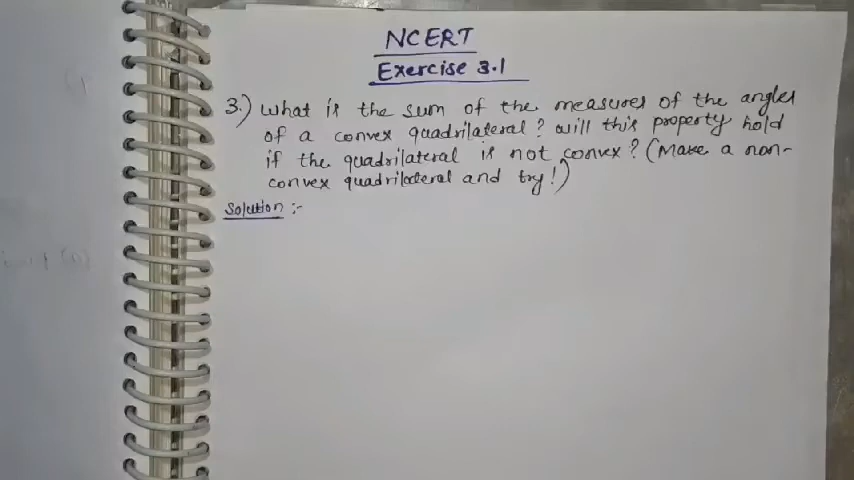 NCERT
Exercise 3.1
3.) What is the sum of the measures of the angles
of a convex quadrilateral? will this property hold
if the quadrilateral is not convex? (Make a non-
convex quadrilateral and try!)
Solution :-